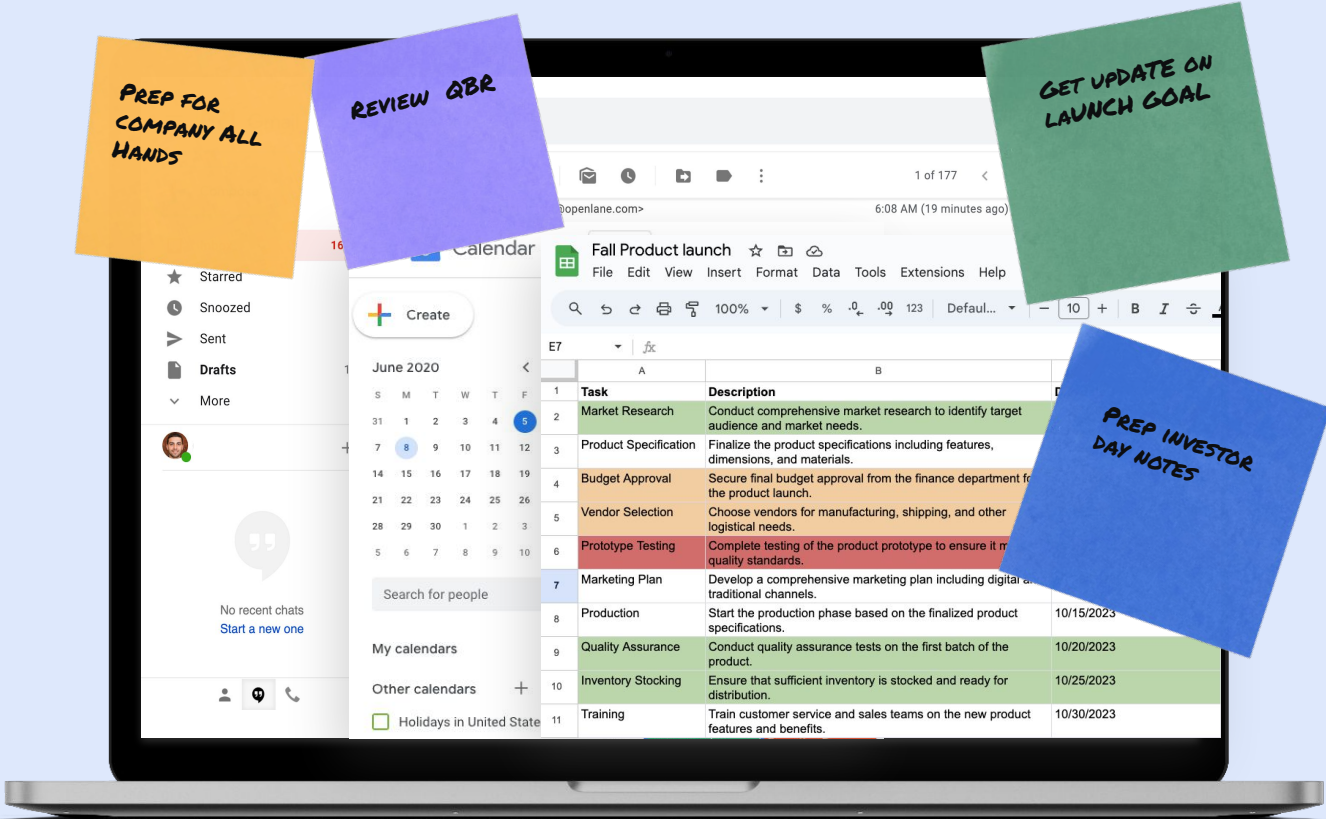 PREP FOR
COMPANY ALL
HANDS
REVIEW QBR
GET UPDATE ON
LAUNCH GOAL
PREP INVESTOR
DAY NOTES
1 of 177
@openlane.com>
6:08 AM (19 minutes ago)
16
Starred
Snoozed
Sent
Drafts
More
No recent chats
Start a new one
Calendar
Create
June 2020
S M T W T F
31 1 2 3 4 5
7 8 9 10 11 12
14 15 16 17 18 19
21 22 23 24 25 26
28 29 30 1 2 3
5 6 7 8 9 10
Search for people
My calendars
Other calendars
Holidays in United State
Fall Product launch
File Edit View Insert Format Data Tools Extensions Help
100% $ % .0 .00 123 Defaul... 10 B I
E7 fx
A B
1 Task Description
2 Market Research Conduct comprehensive market research to identify target
audience and market needs.
3 Product Specification Finalize the product specifications including features,
dimensions, and materials.
4 Budget Approval Secure final budget approval from the finance department
the product launch.
5 Vendor Selection Choose vendors for manufacturing, shipping, and other
logistical needs.
6 Prototype Testing Complete testing of the product prototype to ensure it
quality standards.
7 Marketing Plan Develop a comprehensive marketing plan including digital
traditional channels.
8 Production Start the production phase based on the finalized product 10/15/2023
specifications.
9 Quality Assurance Conduct quality assurance tests on the first batch of the 10/20/2023
product.
10 Inventory Stocking Ensure that sufficient inventory is stocked and ready for 10/25/2023
distribution.
11 Training Train customer service and sales teams on the new product 10/30/2023
features and benefits.